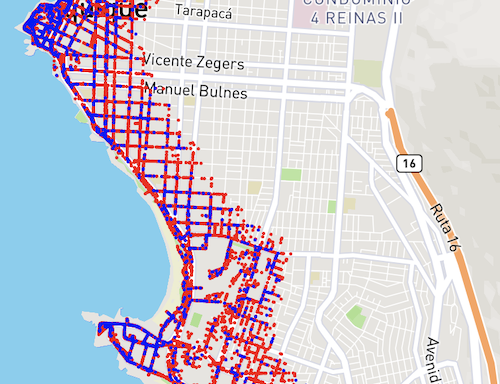 CONDOMINIO
4 REINAS II
Tarapacá
Vicente Zegers
Manuel Bulnes
16
Ruta 16
Avenid